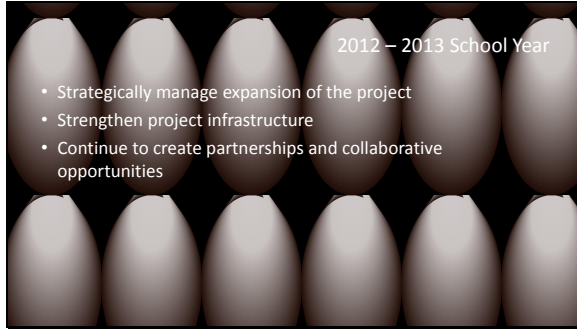 2012 – 2013 School Year
• Strategically manage expansion of the project
• Strengthen project infrastructure
• Continue to create partnerships and collaborative
opportunities